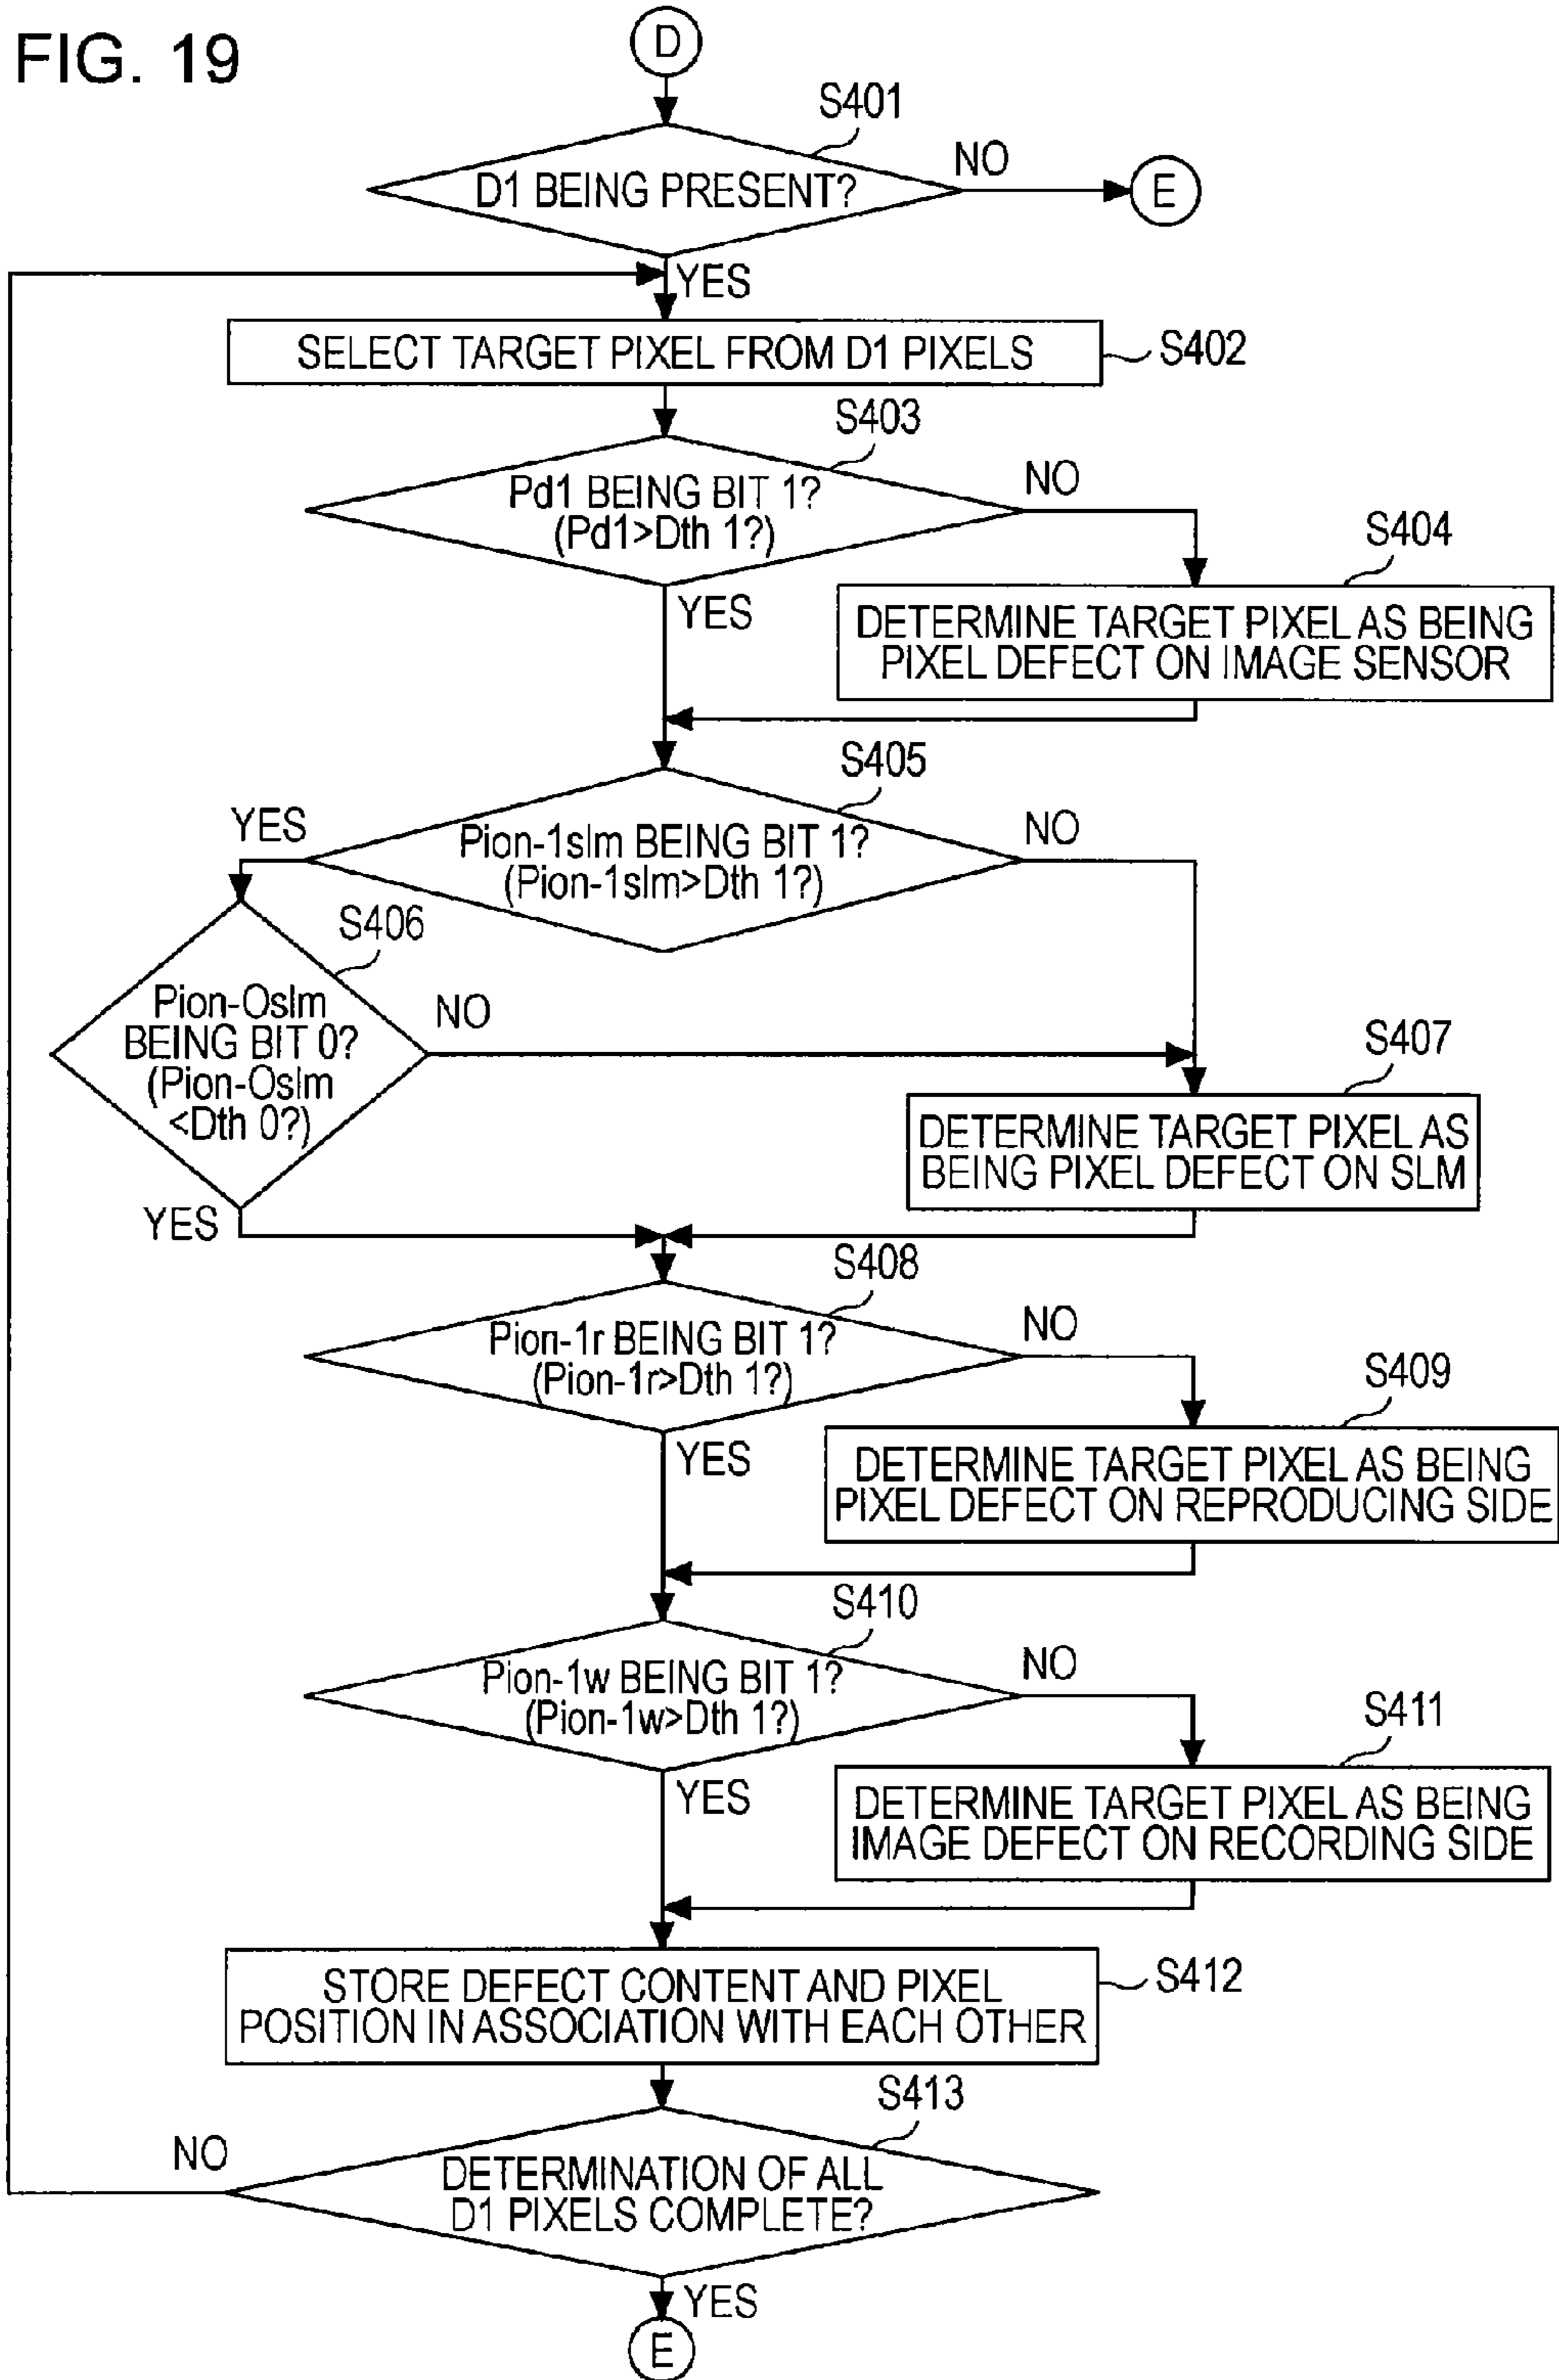 FIG. 19
D
S401
D1 BEING PRESENT?
NO
E
YES
SELECT TARGET PIXEL FROM D1 PIXELS
S402
S403
Pd1 BEING BIT 1?
(Pd1>Dth 1?)
NO
YES
S404
DETERMINE TARGET PIXEL AS BEING
PIXEL DEFECT ON IMAGE SENSOR
S405
Pion-1slm BEING BIT 1?
(Pion-1slm>Dth 1?)
YES
NO
S406
Pion-Oslm
BEING BIT 0?
(Pion-Oslm
<Dth 0?)
NO
YES
S407
DETERMINE TARGET PIXEL AS
BEING PIXEL DEFECT ON SLM
S408
Pion-1r BEING BIT 1?
(Pion-1r>Dth 1?)
NO
YES
S409
DETERMINE TARGET PIXEL AS BEING
PIXEL DEFECT ON REPRODUCING SIDE
S410
Pion-1w BEING BIT 1?
(Pion-1w>Dth 1?)
NO
YES
S411
DETERMINE TARGET PIXEL AS BEING
IMAGE DEFECT ON RECORDING SIDE
STORE DEFECT CONTENT AND PIXEL
POSITION IN ASSOCIATION WITH EACH OTHER
S412
S413
DETERMINATION OF ALL
D1 PIXELS COMPLETE?
NO
YES
E